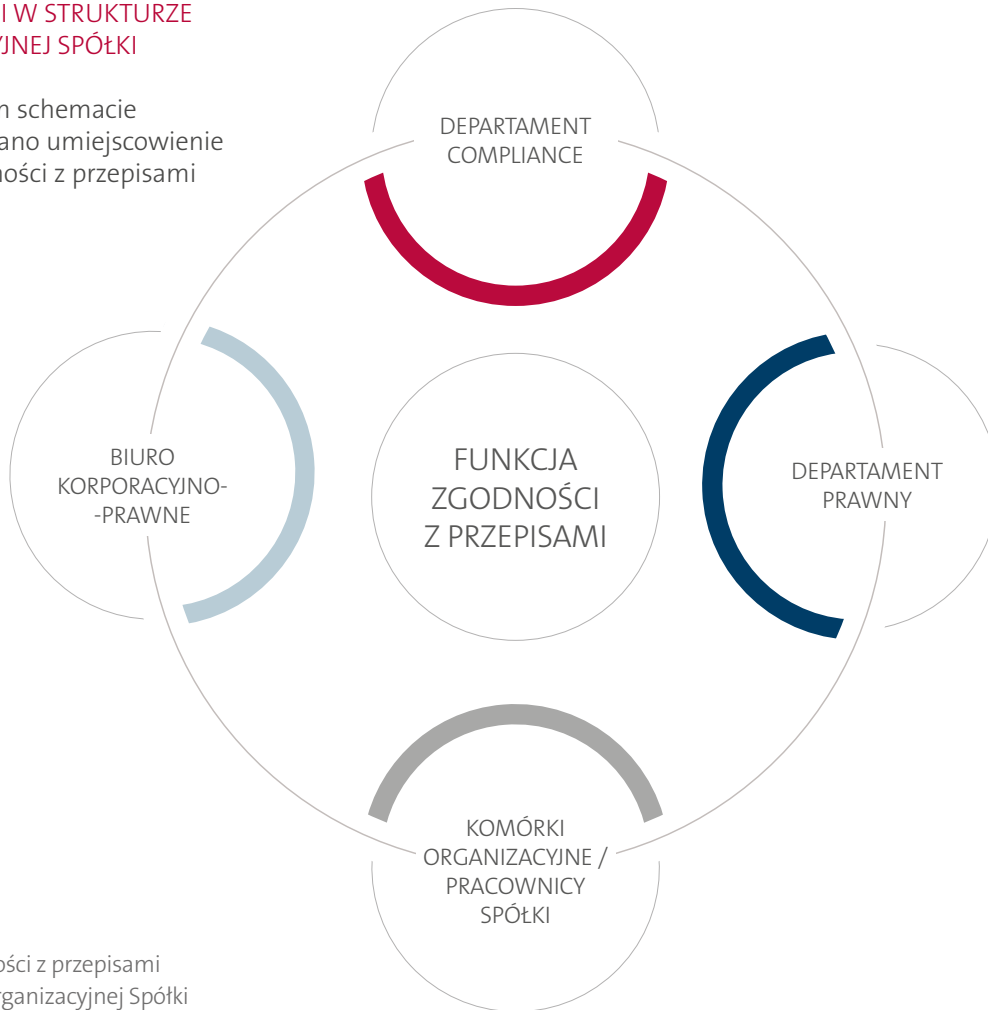 I W STRUKTURZE
JNEJ SPÓŁKI
schemacie
ano umiejscowienie
ności z przepisami
DEPARTAMENT
COMPLIANCE
BIURO
KORPORACYJNO-
-PRAWNE
FUNKCJA
ZGODNOŚCI
Z PRZEPISAMI
DEPARTAMENT
PRAWNY
KOMÓRKI
ORGANIZACYJNE /
PRACOWNICY
SPÓŁKI
ości z przepisami
rganizacyjnej Spółki